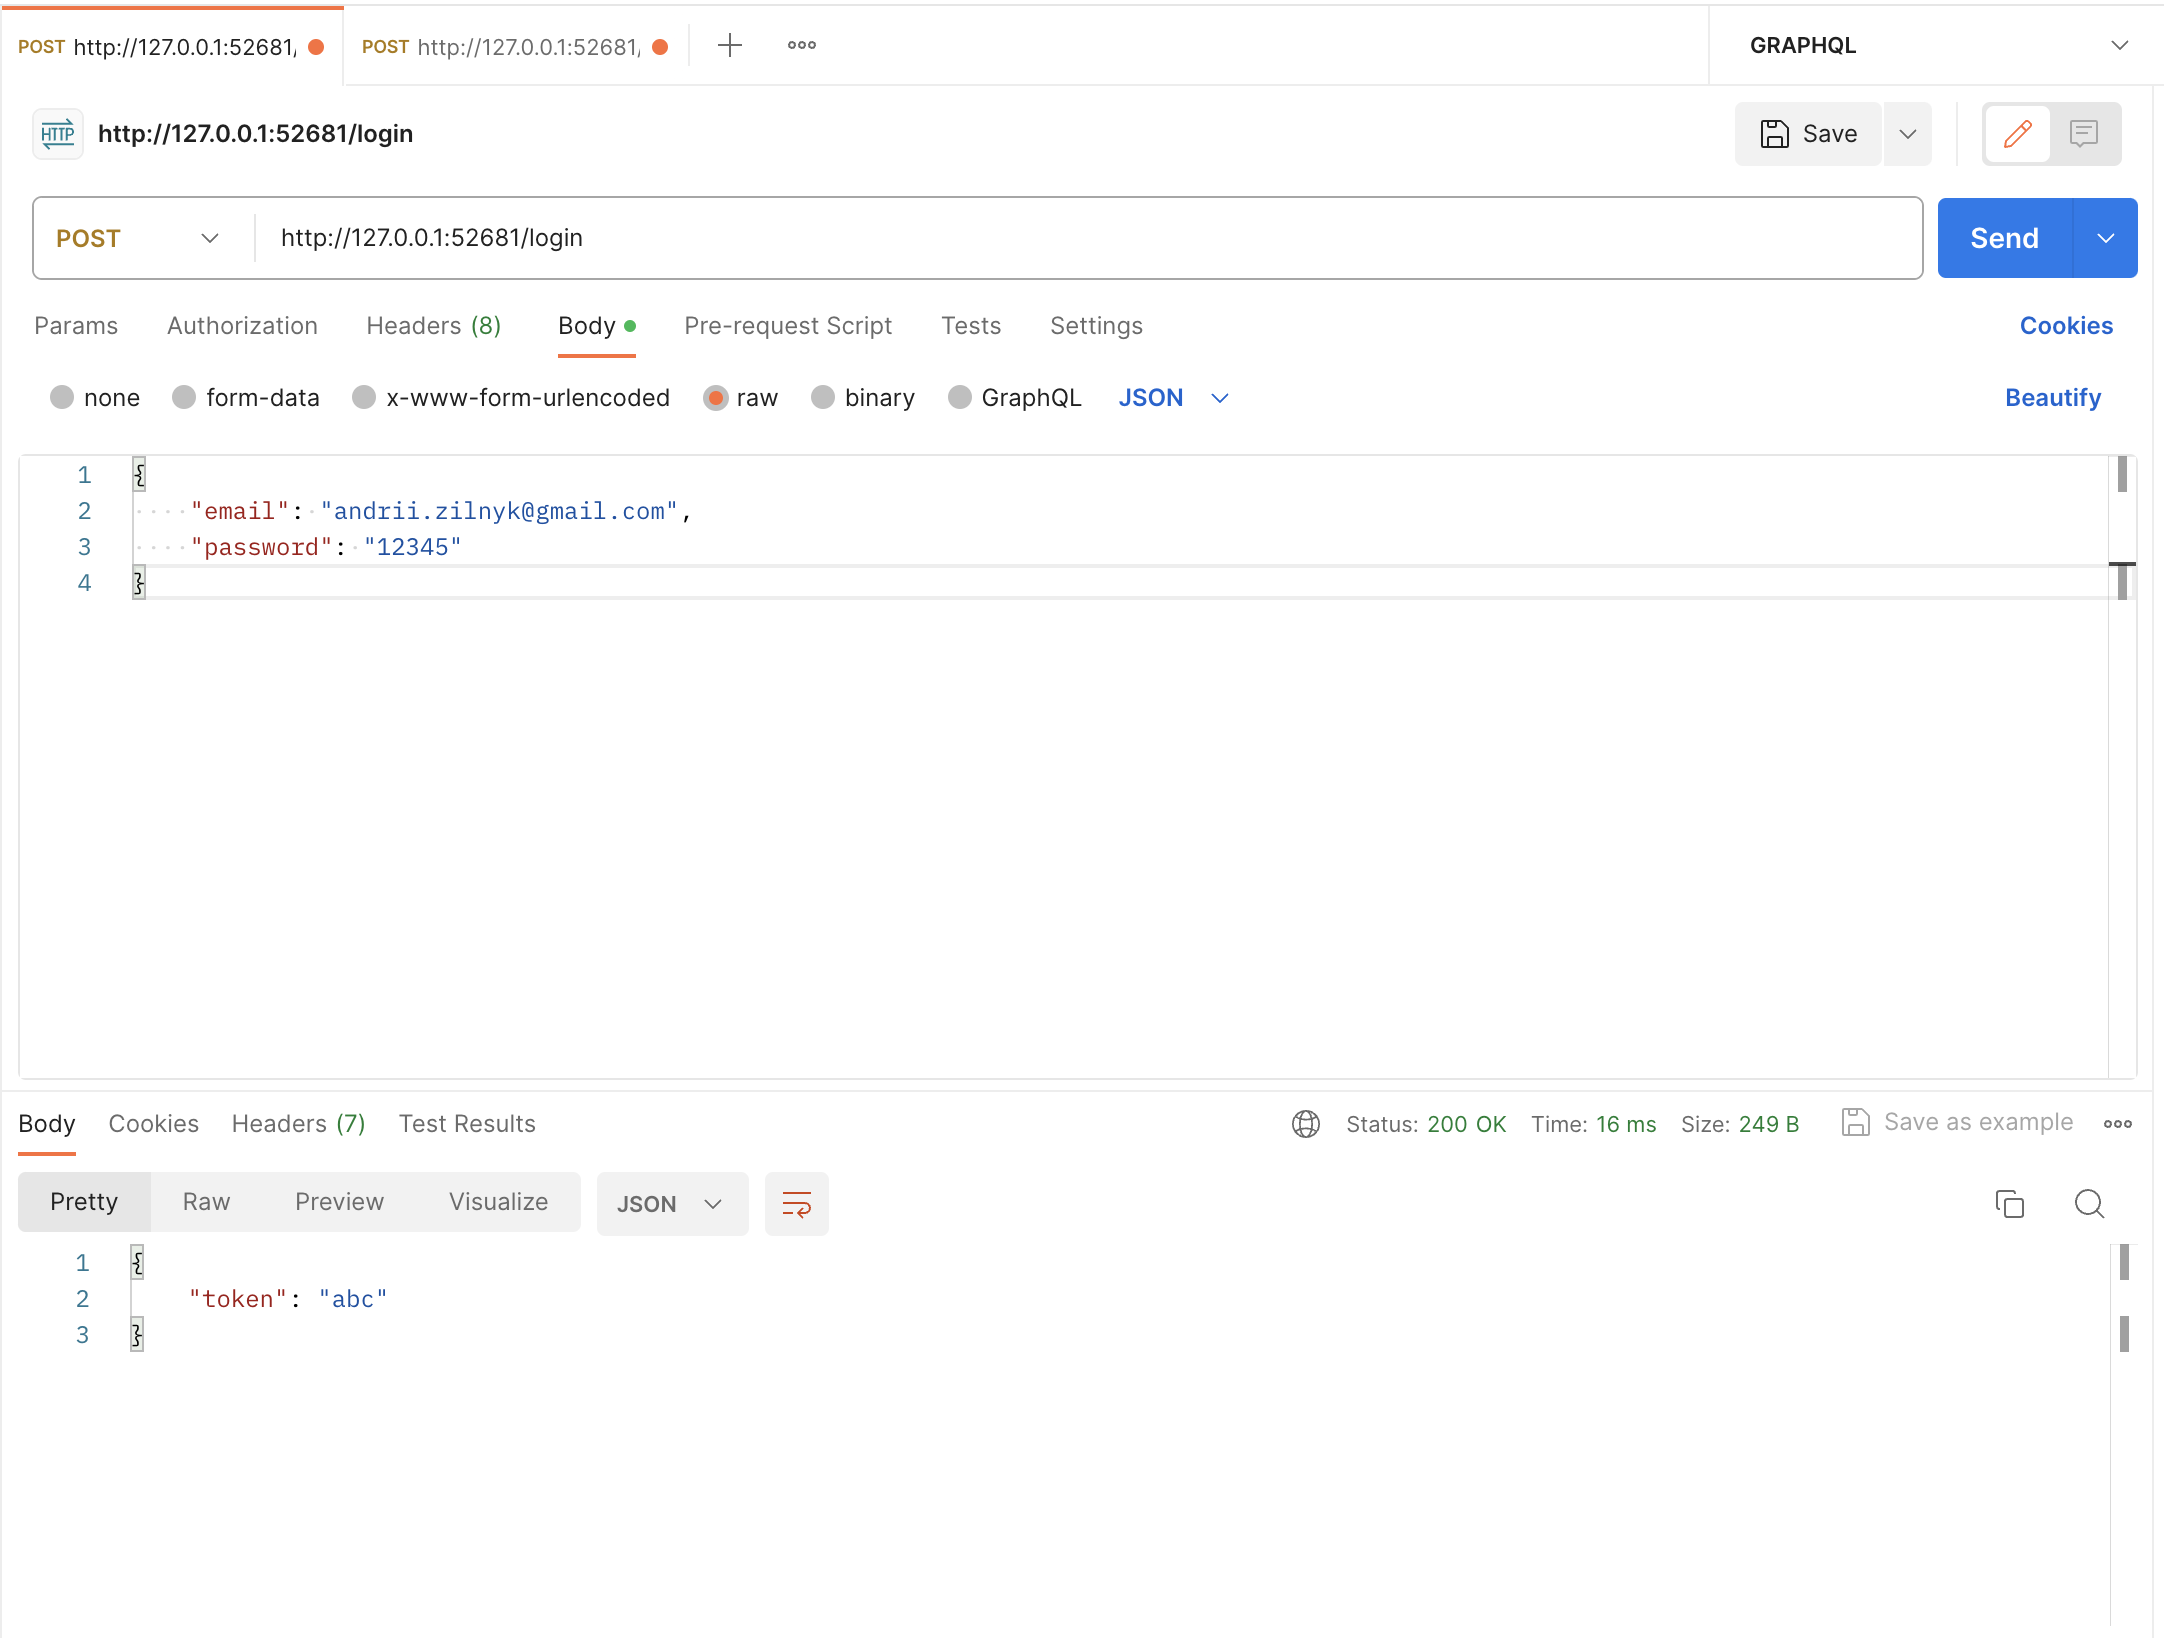 POST http://127.0.0.1:52681/ POST http://127.0.0.1:52681/ GRAPHQL
HTTP http://127.0.0.1:52681/login Save
POST http://127.0.0.1:52681/login Send
Params Authorization Headers (8) Body Pre-request Script Tests Settings Cookies
none form-data x-www-form-urlencoded raw binary GraphQL JSON Beautify
1 {
2 "email": "andrii.zilnyk@gmail.com",
3 "password": "12345"
4 }
Body Cookies Headers (7) Test Results Status: 200 OK Time: 16 ms Size: 249 B Save as example
Pretty Raw Preview Visualize JSON
1 {
2 "token": "abc"
3 }